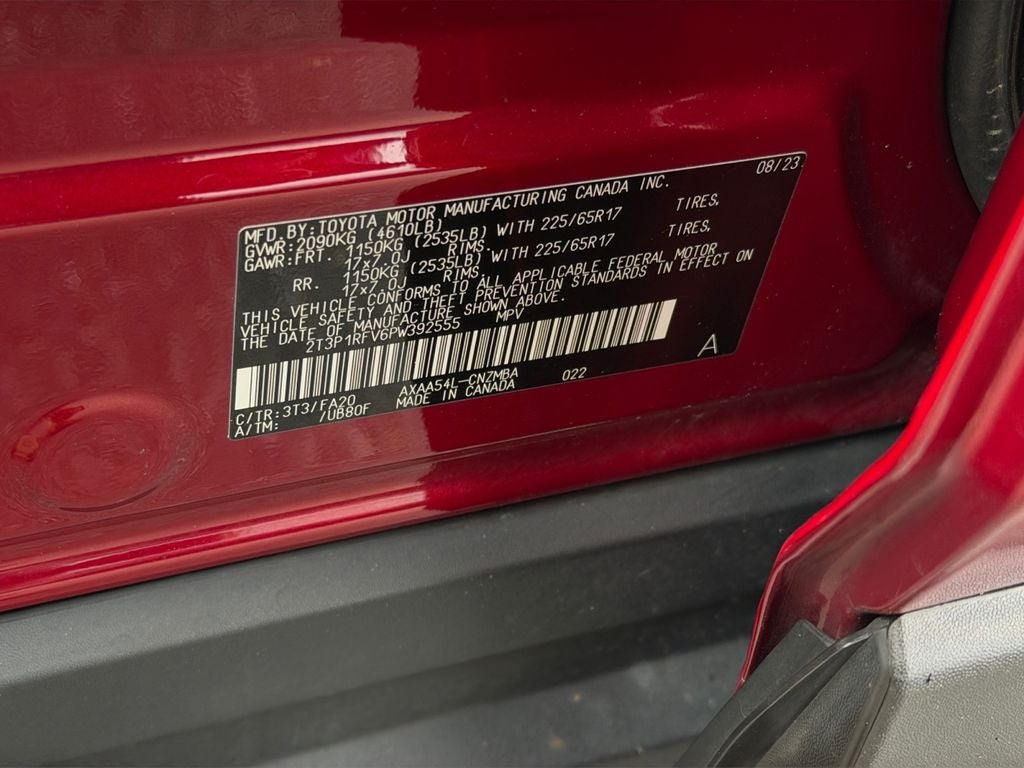 08/23
MFD. BY: TOYOTA MOTOR MANUFACTURING CANADA INC.
GVWR: 2090KG (4610LB)
GAWR: FRT. 1150KG (2535LB) WITH 225/65R17 TIRES,
17×7.0J RIMS.
RR. 1150KG (2535LB) WITH 225/65R17 TIRES,
17×7.0J RIMS.
THIS VEHICLE CONFORMS TO ALL APPLICABLE FEDERAL MOTOR
VEHICLE SAFETY AND THEFT PREVENTION STANDARDS IN EFFECT ON
THE DATE OF MANUFACTURE SHOWN ABOVE.
2T3P1RFV6PW392555 MPV
A
C/TR: 3T3/FA20 AXAA54L-CNZMBA 022
A/TM: /UB80F MADE IN CANADA